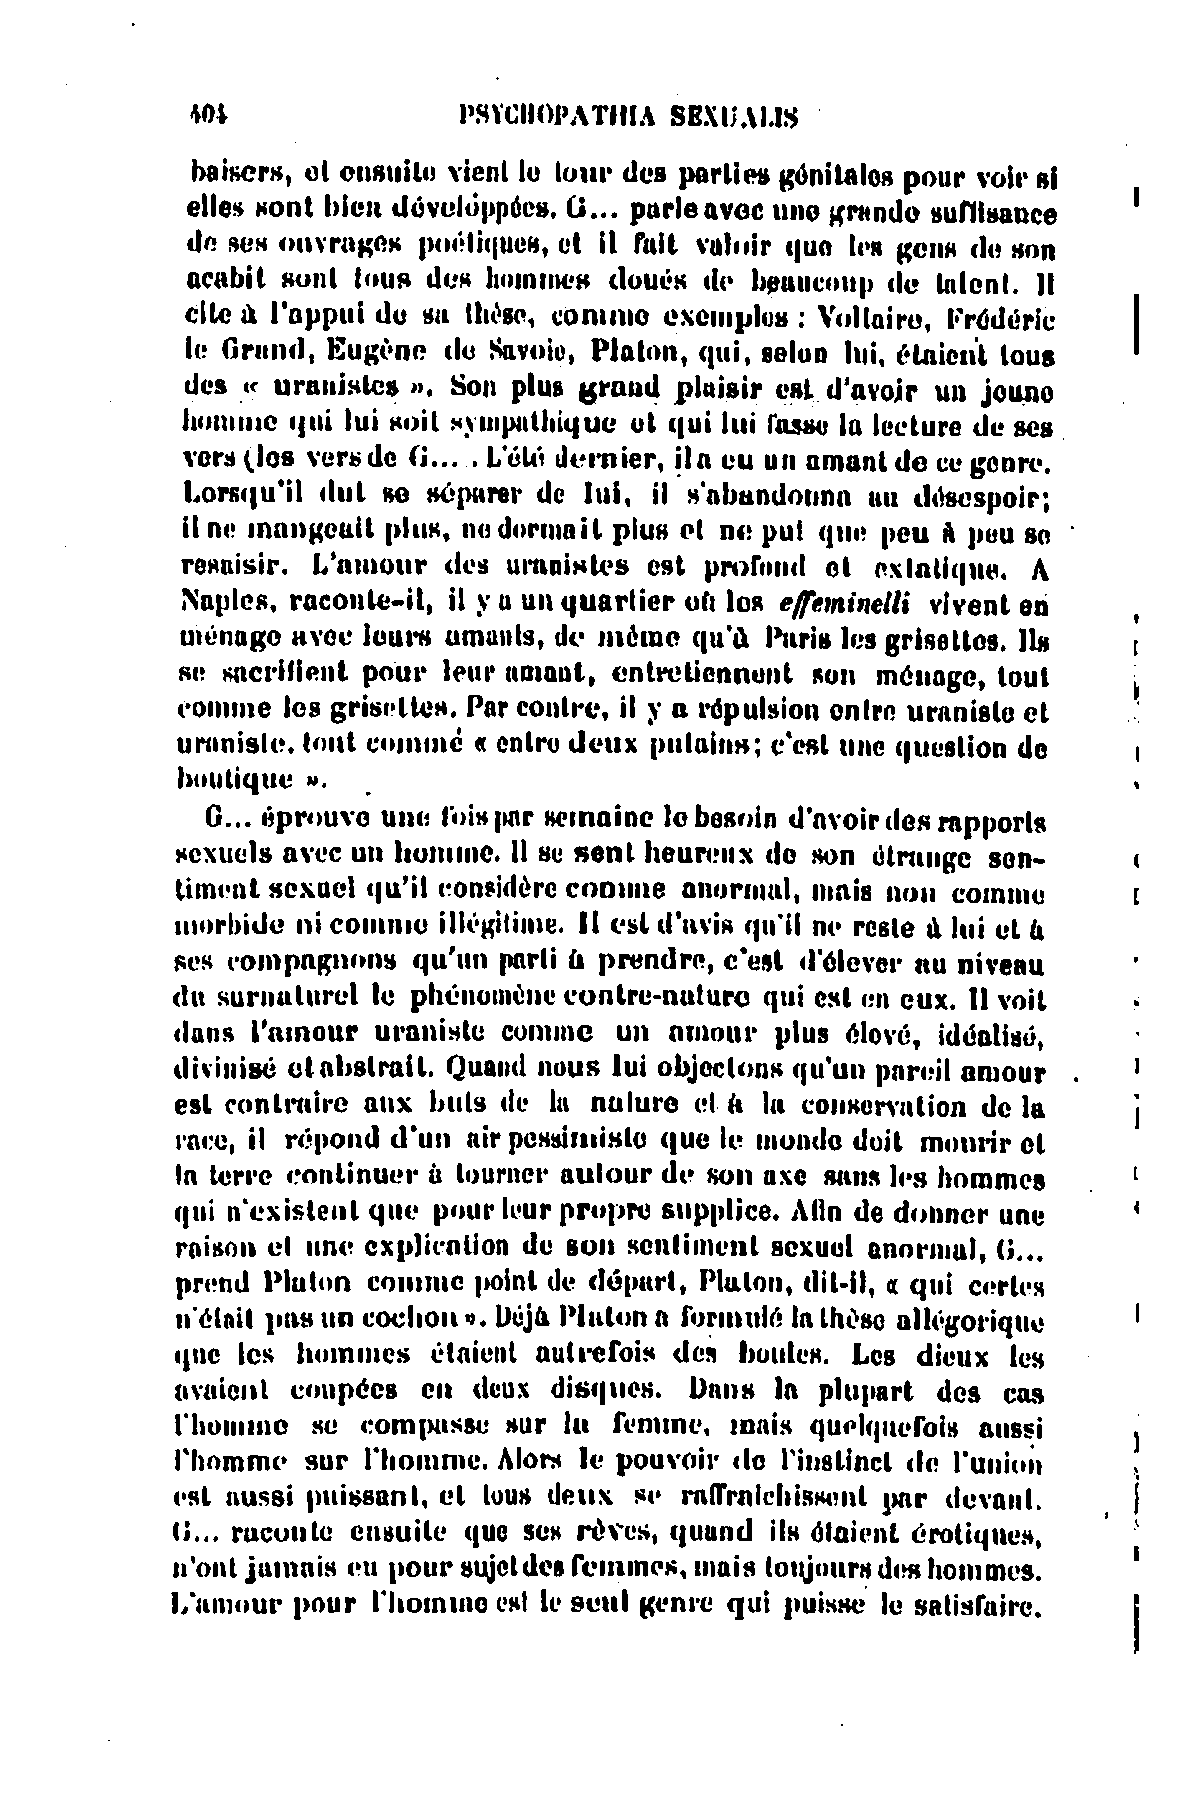 404 PSYCHOPATHIA SEXUALIS
baisers, et ensuite vient le tour des parties génitales pour voir si
elles sont bien développées. G... parle avec une grande suffisance
de ses ouvrages poétiques, et il fait valoir que les gens de son
acabit sont tous des hommes doués de beaucoup de talent. Il
cite à l'appui de sa thèse, comme exemples : Voltaire, Frédéric
le Grand, Eugène de Savoie, Platon, qui, selon lui, étaient tous
des « uranistes ». Son plus grand plaisir est d'avoir un jeune
homme qui lui soit sympathique et qui lui fasse la lecture de ses
vers (les vers de G... . L'été dernier, il a eu un amant de ce genre.
Lorsqu'il dut se séparer de lui, il s'abandonna au désespoir;
il ne mangeait plus, ne dormait plus et ne put que peu à peu se
ressaisir. L'amour des uranistes est profond et extatique. A
Naples, raconte-il, il y a un quartier où les effeminelli vivent en
ménage avec leurs amants, de même qu'à Paris les grisettes. Ils
se sacrifient pour leur amant, entretiennent son ménage, tout
comme les grisettes. Par contre, il y a répulsion entre uraniste et
uraniste, tout comme « entre deux putains; c'est une question de
boutique ».
G... éprouve une fois par semaine le besoin d'avoir des rapports
sexuels avec un homme. Il se sent heureux de son étrange sen-
timent sexuel qu'il considère comme anormal, mais non comme
morbide ni comme illégitime. Il est d'avis qu'il ne reste à lui et à
ses compagnons qu'un parti à prendre, c'est d'élever au niveau
du surnaturel le phénomène contre-nature qui est en eux. Il voit
dans l'amour uraniste comme un amour plus élevé, idéalisé,
divinisé et abstrait. Quand nous lui objectons qu'un pareil amour
est contraire aux buts de la nature et à la conservation de la
race, il répond d'un air pessimiste que le monde doit mourir et
la terre continuer à tourner autour de son axe sans les hommes
qui n'existent que pour leur propre supplice. Afin de donner une
raison et une explication de son sentiment sexuel anormal, G...
prend Platon comme point de départ, Platon, dit-il, « qui certes
n'était pas un cochon ». Déjà Platon a formulé la thèse allégorique
que les hommes étaient autrefois des boules. Les dieux les
avaient coupées en deux disques. Dans la plupart des cas
l'homme se compasse sur la femme, mais quelquefois aussi
l'homme sur l'homme. Alors le pouvoir de l'instinct de l'union
est aussi puissant, et tous deux se raffraîchissent par devant.
G... raconte ensuite que ses rêves, quand ils étaient érotiques,
n'ont jamais eu pour sujet des femmes, mais toujours des hommes.
L'amour pour l'homme est le seul genre qui puisse le satisfaire.